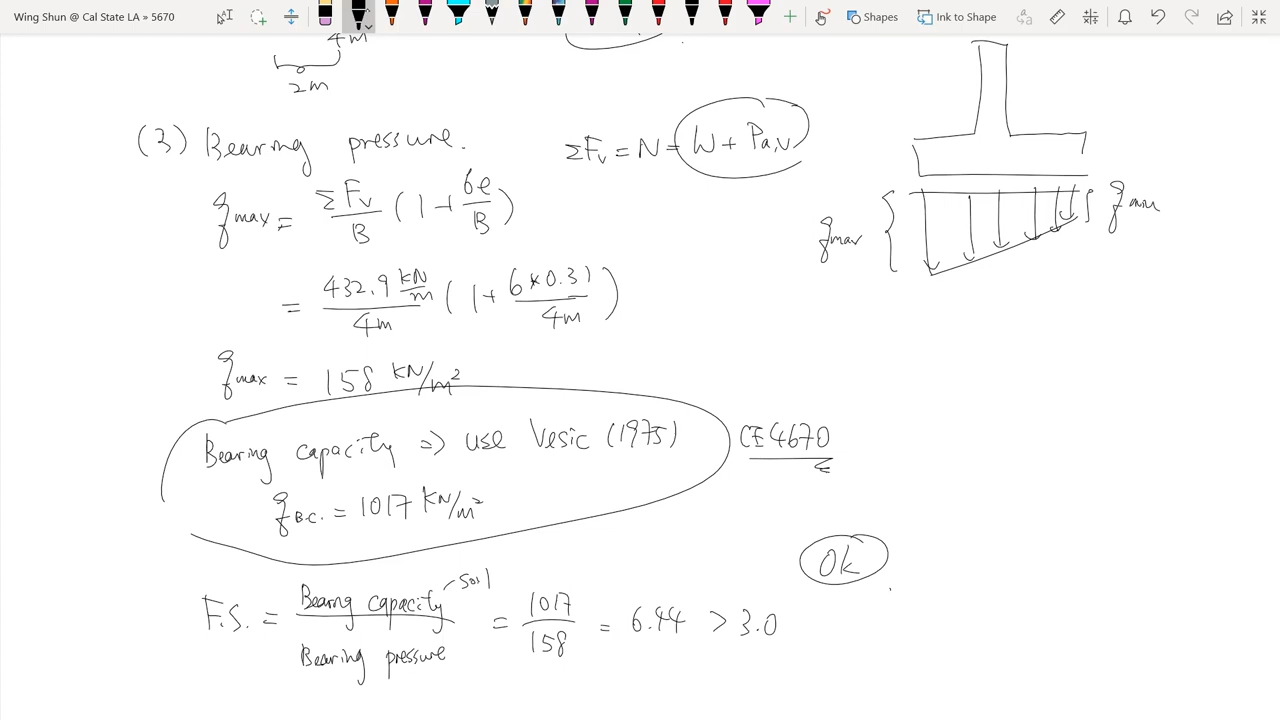 Wing Shun @ Cal State LA » 5670
Shapes
Ink to Shape
4m
2m
(3) Bearing pressure.
ΣFv = N = W + Pa,v
qmax = ΣFv/B (1 + 6e/B)
= 432.9 kN/m / 4m (1 + 6*0.31/4m)
qmax = 158 kN/m²
qmax
qmin
Bearing capacity => use Vesic (1975)
CE4670
qB.C. = 1017 kN/m²
Ok
F.S. = Bearing capacity / Bearing pressure = 1017/158 = 6.44 > 3.0
soil